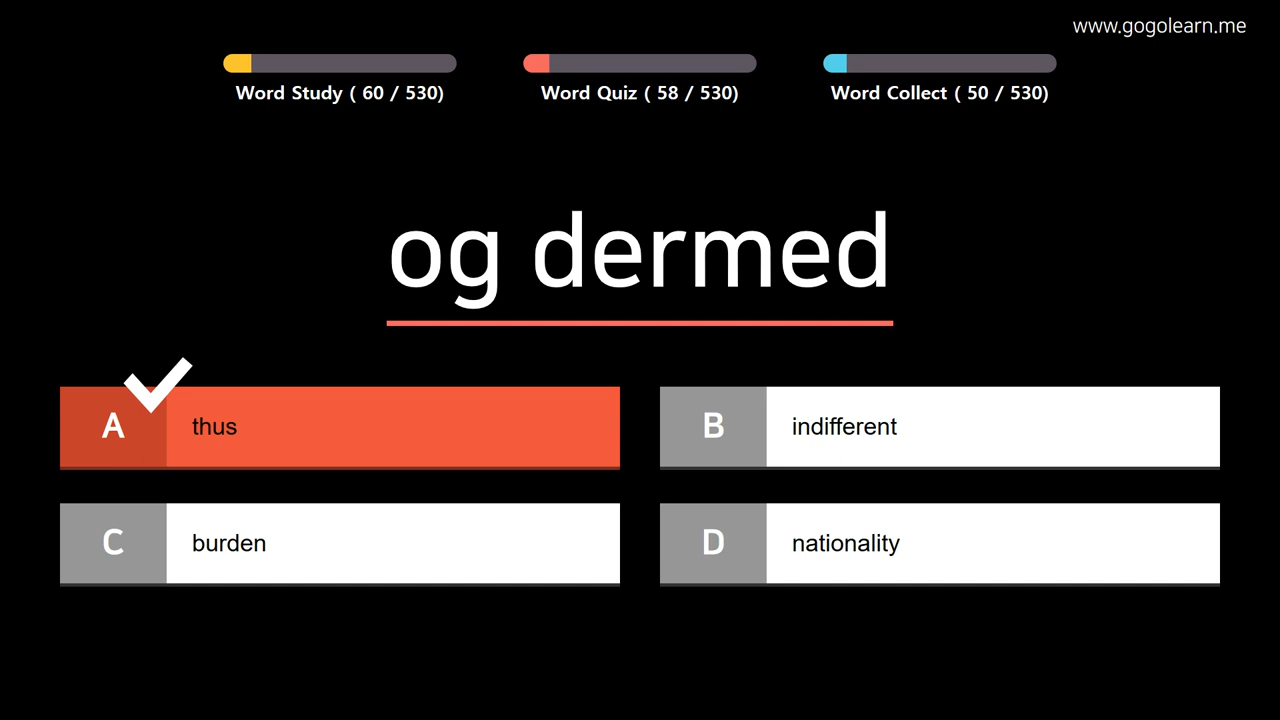 www.gogolearn.me
Word Study ( 60 / 530)
Word Quiz ( 58 / 530)
Word Collect ( 50 / 530)
og dermed
A thus
B indifferent
C burden
D nationality